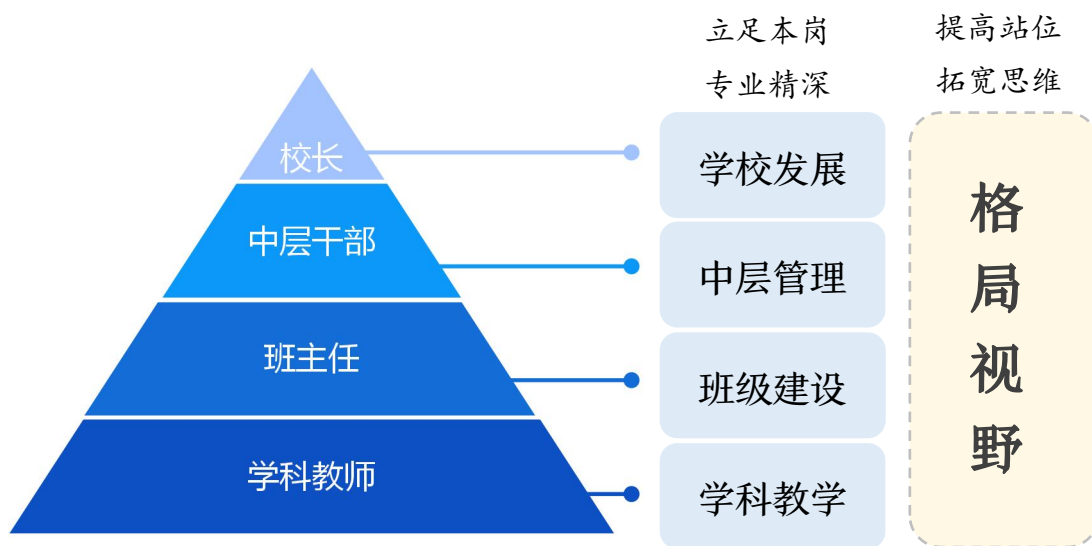 立足本岗
专业精深
提高站位
拓宽思维
校长
学校发展
中层干部
中层管理
班主任
班级建设
学科教师
学科教学
格
局
视
野